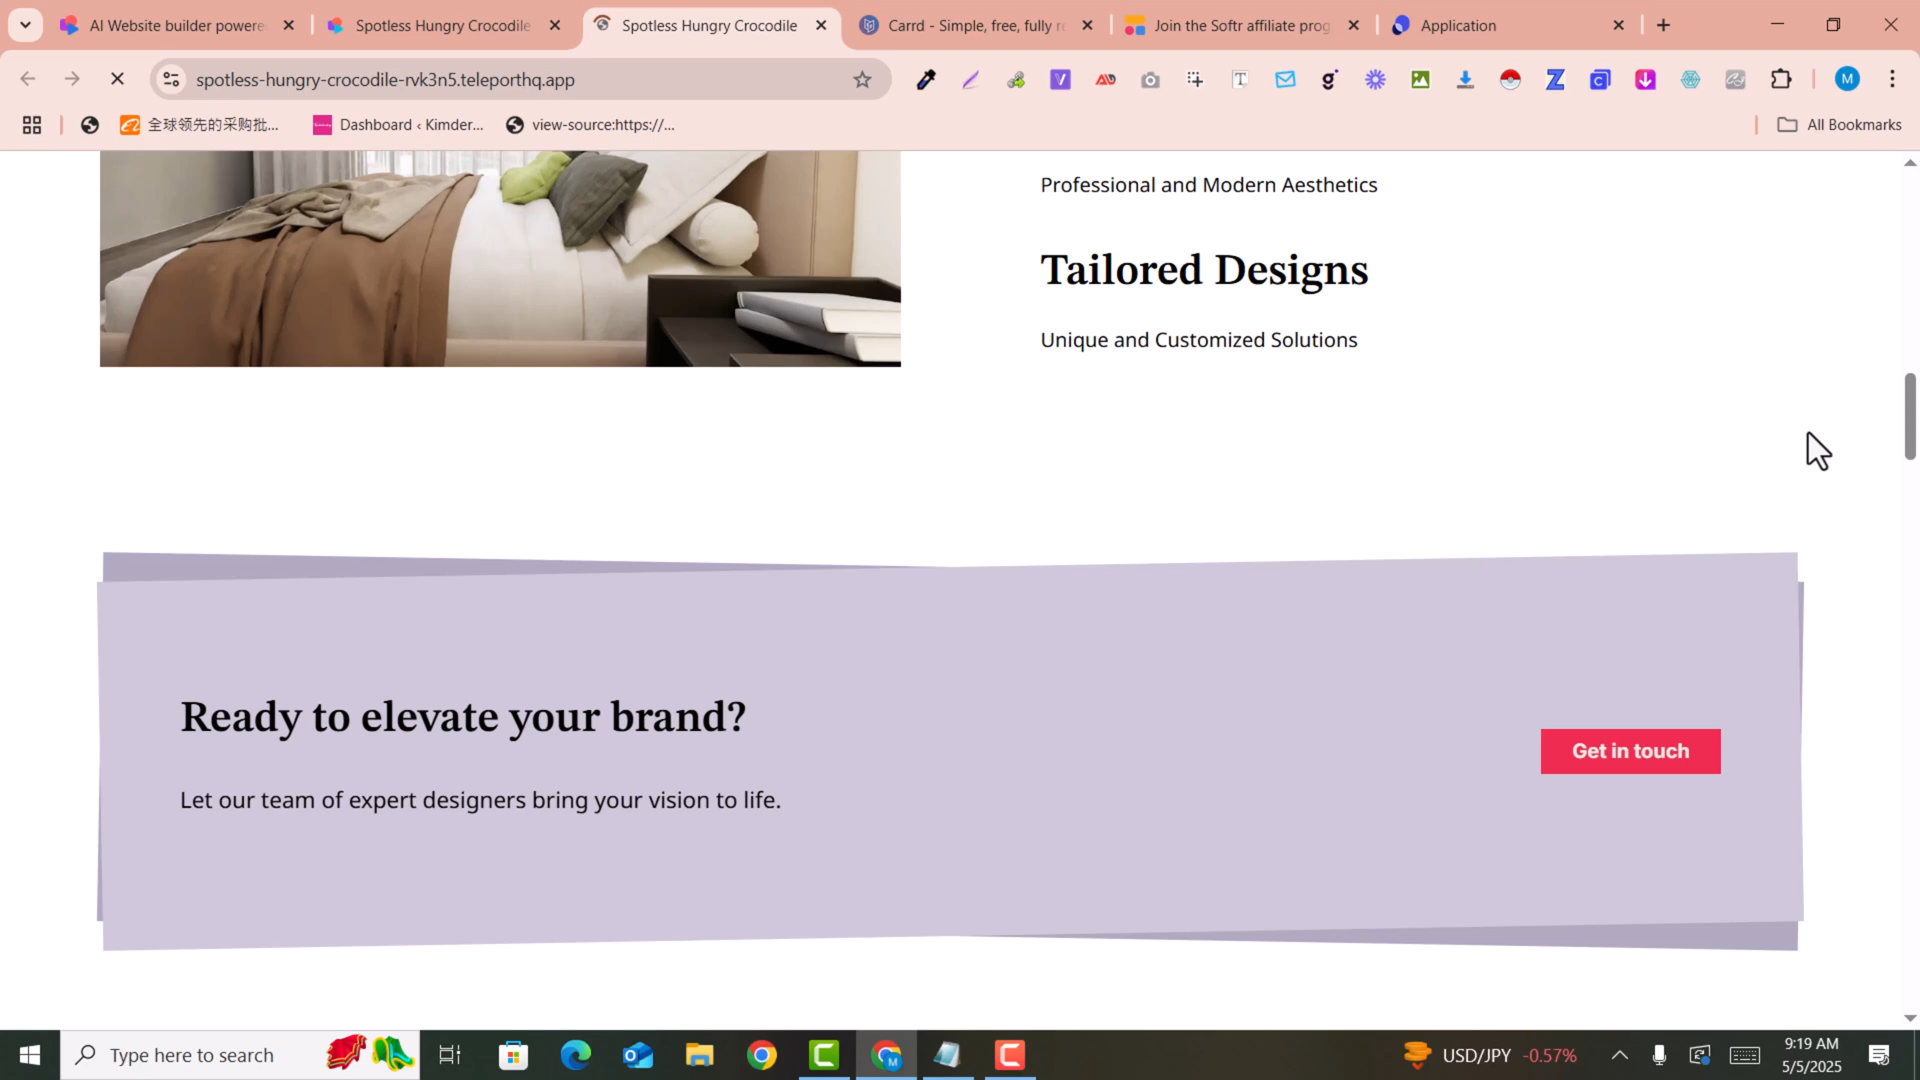 AI Website builder powere
Spotless Hungry Crocodile
Spotless Hungry Crocodile
Carrd - Simple, free, fully re
Join the Softr affiliate prog
Application
spotless-hungry-crocodile-rvk3n5.teleporthq.app
M
全球领先的采购批...
Dashboard ‹ Kimder...
view-source:https://...
All Bookmarks
Professional and Modern Aesthetics
Tailored Designs
Unique and Customized Solutions
Ready to elevate your brand?
Let our team of expert designers bring your vision to life.
Get in touch
Type here to search
USD/JPY -0.57%
9:19 AM
5/5/2025